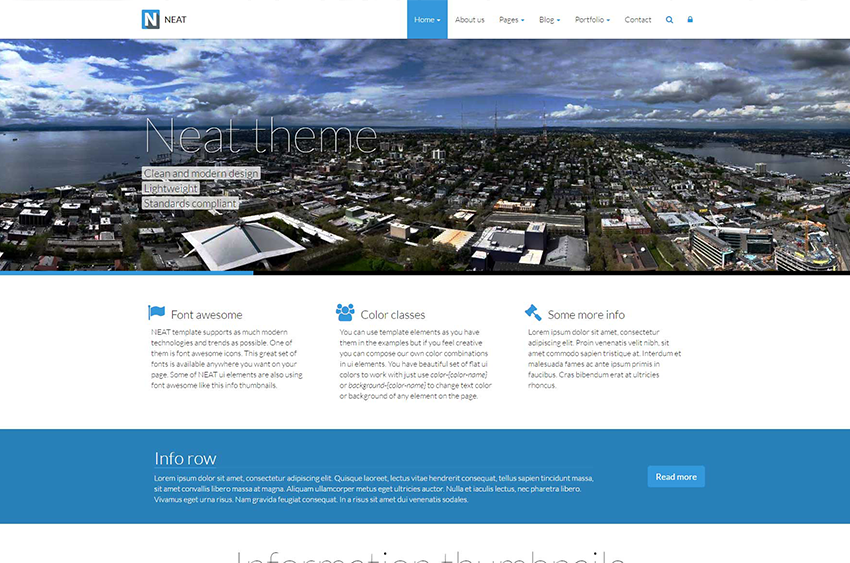 N NEAT Home About us Pages Blog Portfolio Contact
Neat theme
Clean and modern design
Lightweight
Standards compliant
Font awesome
NEAT template supports as much modern
technologies and trends as possible. One of
them is font awesome icons. This great set of
fonts is available anywhere you want on your
page. Some of NEAT ui elements are also using
font awesome like this info thumbnails.
Color classes
You can use template elements as you have
them in the examples but if you feel creative
you can compose our own color combinations
in ui elements. You have beautiful set of flat ui
colors to work with just use color-[color-name]
or background-[color-name] to change text color
or background of any element on the page.
Some more info
Lorem ipsum dolor sit amet, consectetur
adipiscing elit. Proin venenatis velit nibh, sit
amet commodo sapien tristique at. Interdum et
malesuada fames ac ante ipsum primis in
faucibus. Cras bibendum erat at ultricies
rhoncus.
Info row
Lorem ipsum dolor sit amet, consectetur adipiscing elit. Quisque laoreet, lectus vitae hendrerit consequat, tellus sapien tincidunt massa,
sit amet convallis libero massa at magna. Aliquam ullamcorper metus eget ultricies auctor. Nulla et iaculis lectus, nec pharetra libero.
Vivamus eget urna risus. Nam gravida feugiat consequat. In a risus sit amet dui venenatis sodales.
Read more
Information thumbnails